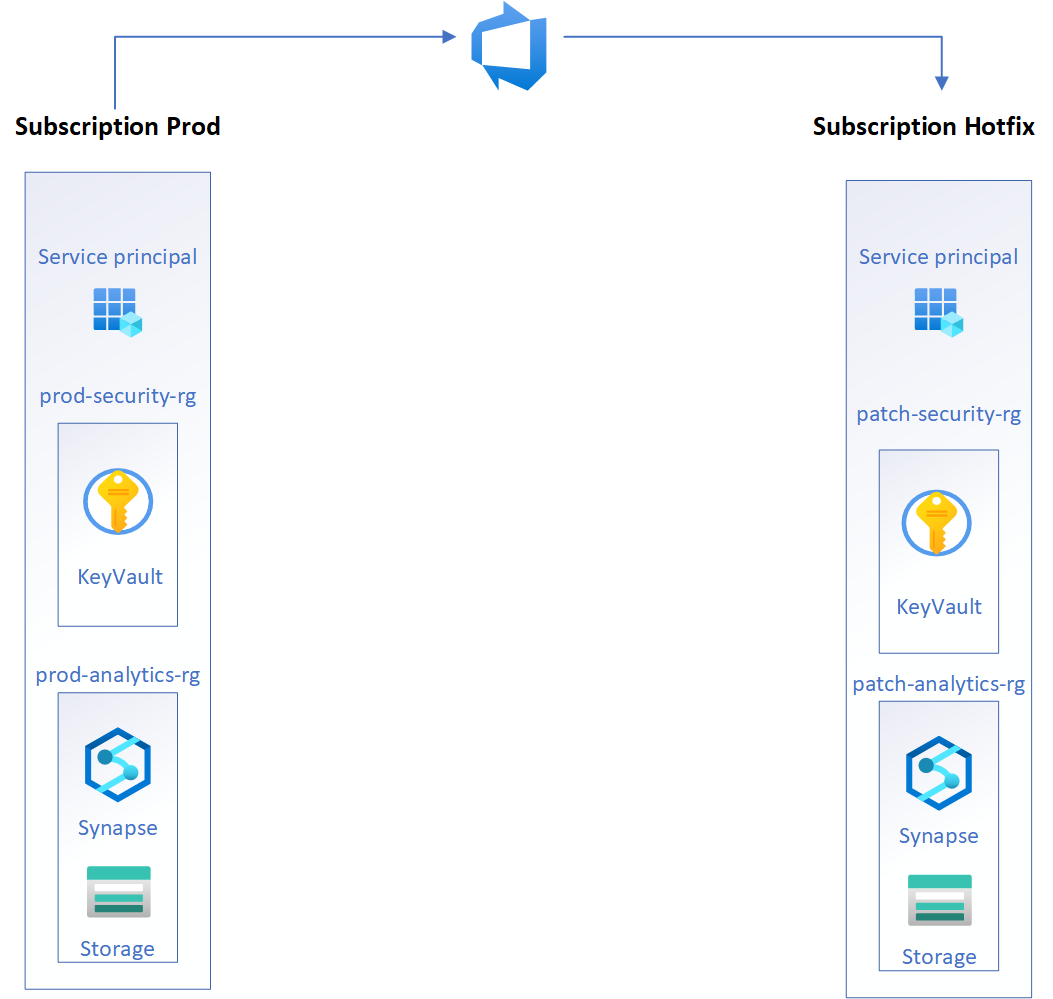 Subscription Prod
Subscription Hotfix
Service principal
prod-security-rg
KeyVault
prod-analytics-rg
Synapse
Storage
Service principal
patch-security-rg
KeyVault
patch-analytics-rg
Synapse
Storage